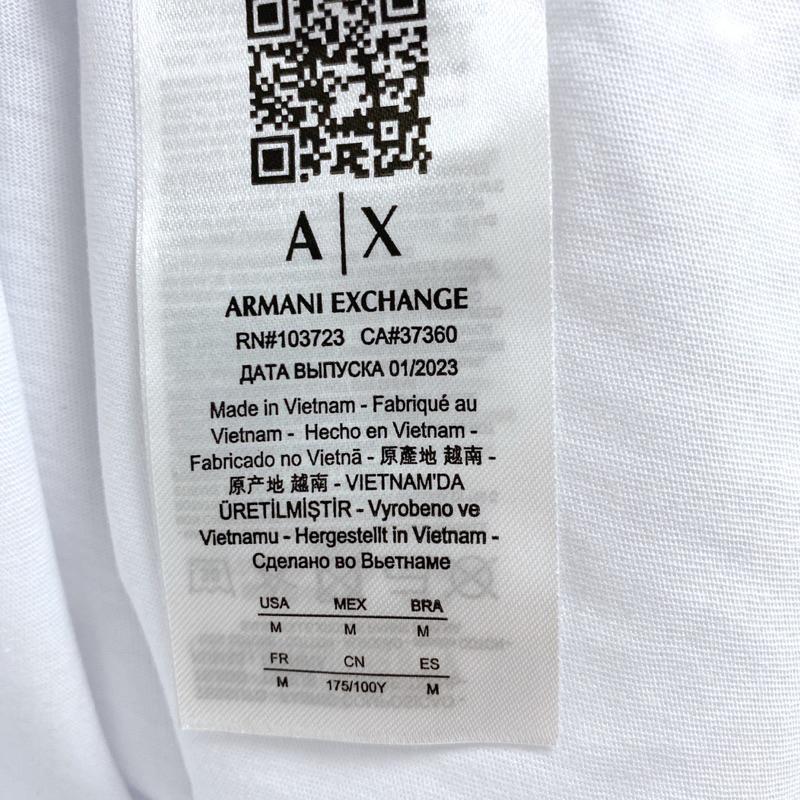 A|X
ARMANI EXCHANGE
RN#103723 CA#37360
ДАТА ВЫПУСКА 01/2023
Made in Vietnam - Fabriqué au
Vietnam - Hecho en Vietnam -
Fabricado no Vietnã - 原產地 越南 -
原产地 越南 - VIETNAM'DA
ÜRETİLMİŞTİR - Vyrobeno ve
Vietnamu - Hergestellt in Vietnam -
Сделано во Вьетнаме
USA MEX BRA
M M M
FR CN ES
M 175/100Y M